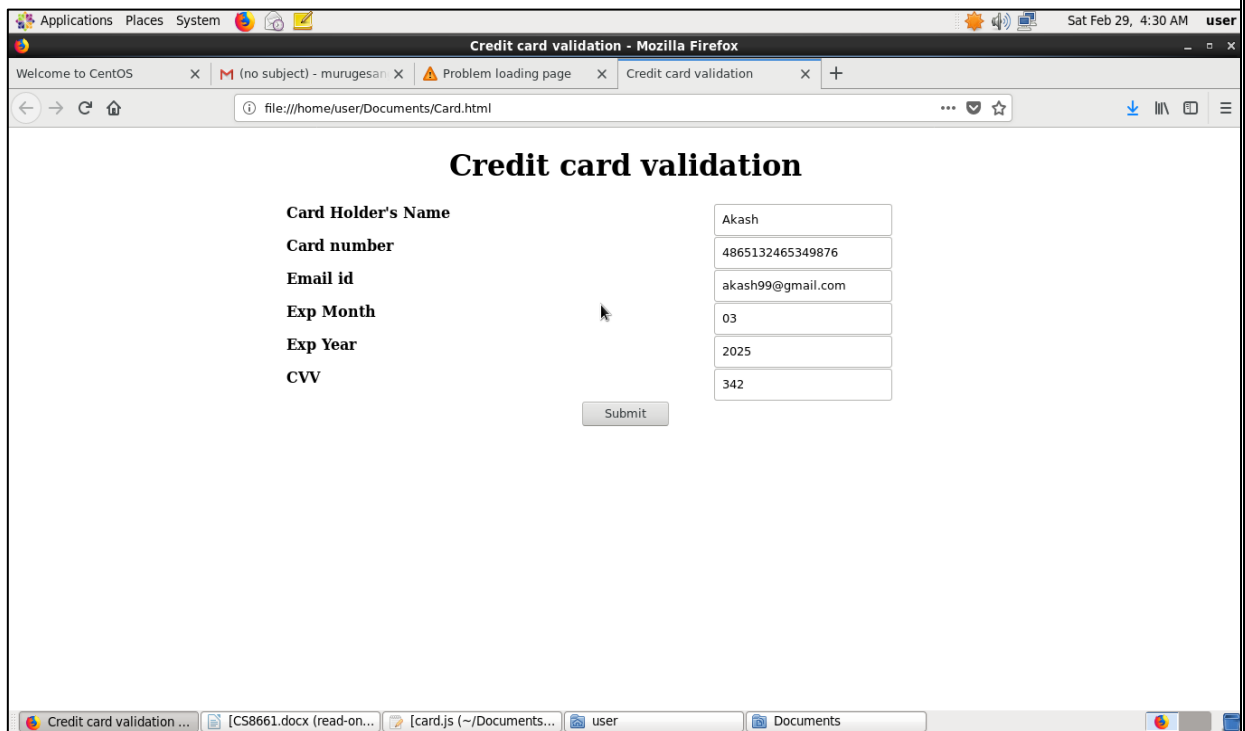 Applications Places System Sat Feb 29, 4:30 AM user
Credit card validation - Mozilla Firefox
Welcome to CentOS (no subject) - murugesan Problem loading page Credit card validation
file:///home/user/Documents/Card.html
Credit card validation
Card Holder's Name Akash
Card number 4865132465349876
Email id akash99@gmail.com
Exp Month 03
Exp Year 2025
CVV 342
Submit
Credit card validation ... [CS8661.docx (read-on... [card.js (~/Documents... user Documents